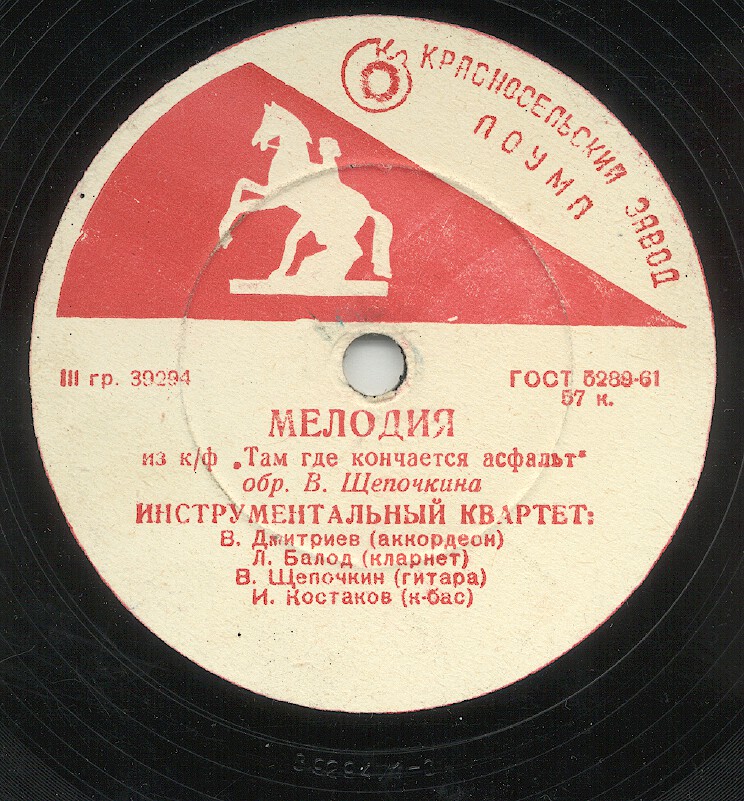 КРАСНОСЕЛЬСКИЙ ЗАВОД
ЛОУМП
III гр. 39294
ГОСТ 5289-61
57 к.
МЕЛОДИЯ
из к/ф „Там где кончается асфальт"
обр. В. Щепочкина
ИНСТРУМЕНТАЛЬНЫЙ КВАРТЕТ:
В. Дмитриев (аккордеон)
Л. Балод (кларнет)
В. Щепочкин (гитара)
И. Костаков (к-бас)